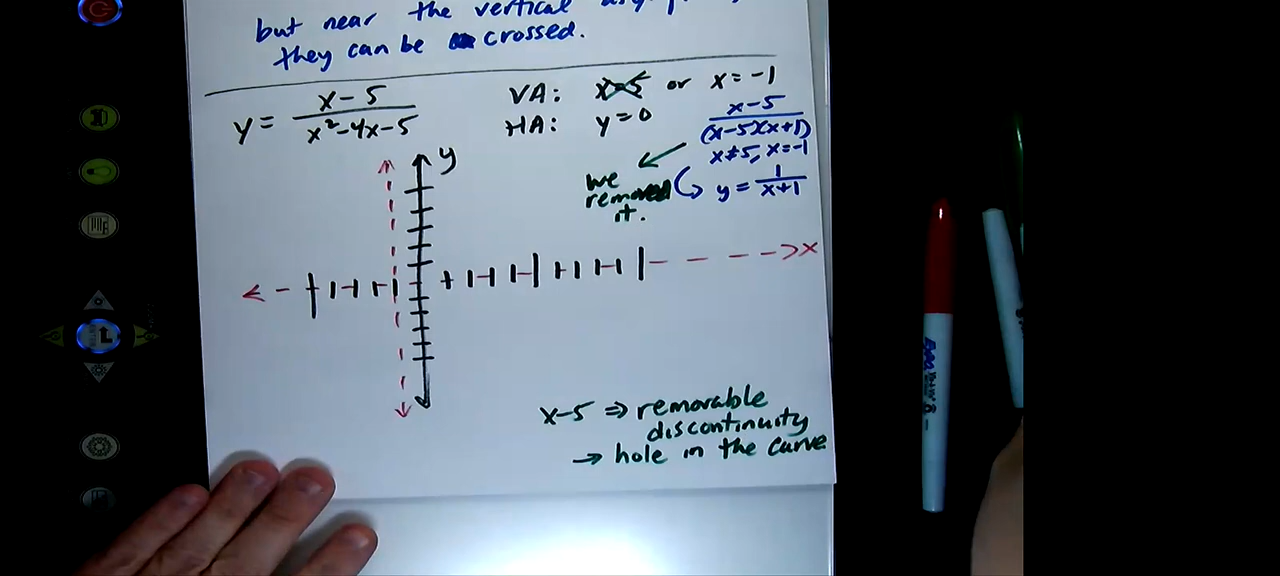 but near the vertical
they can be crossed.
y = x-5 / x²-4x-5
VA: x=5 or x = -1
HA: y=0
x-5 / (x-5)(x+1)
x≠5, x=-1
y = 1 / x+1
we
removed
it.
y
x
x-5 ⇒ removable
discontinuity
→ hole in the curve